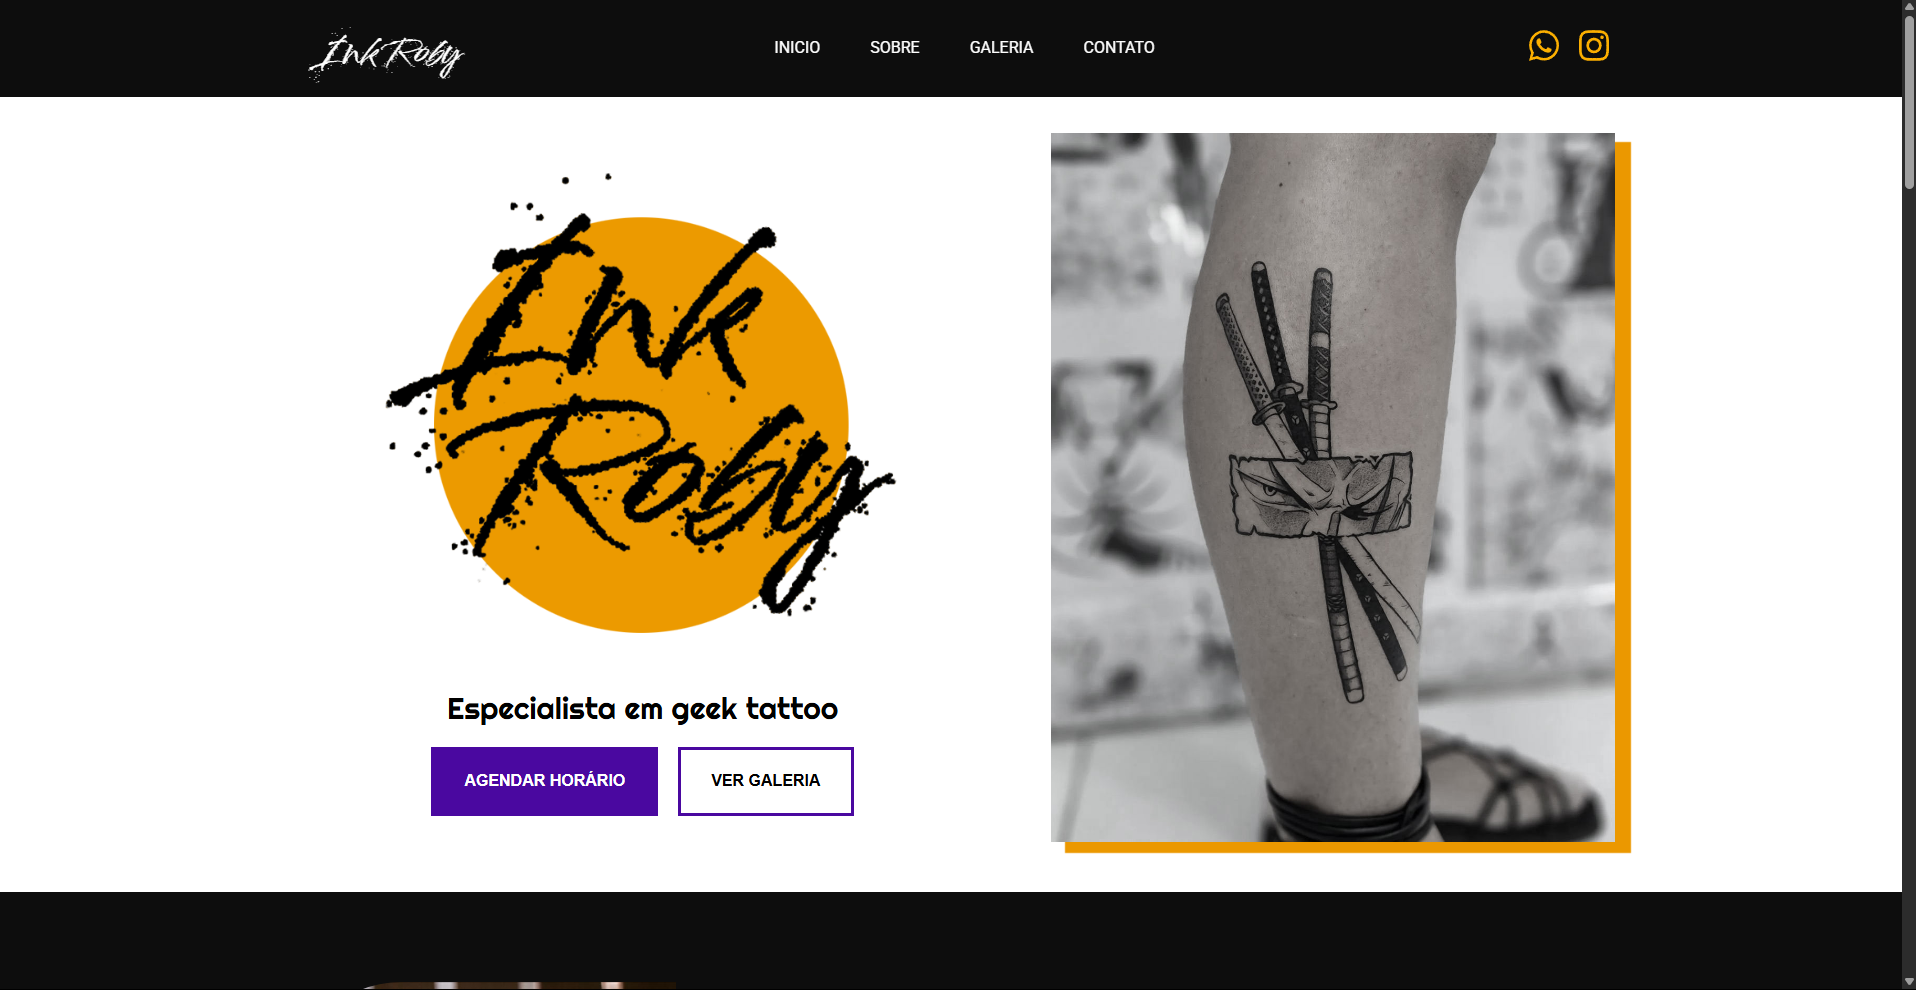 Ink Roby
INICIO
SOBRE
GALERIA
CONTATO
Ink
Roby
Especialista em geek tattoo
AGENDAR HORÁRIO
VER GALERIA